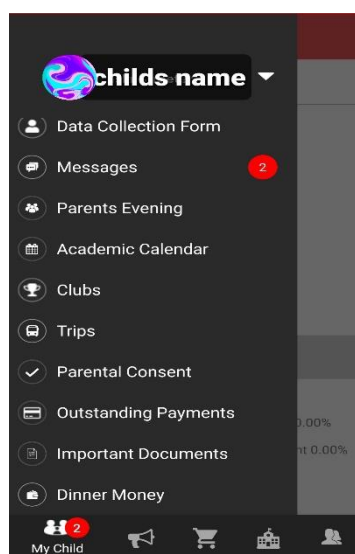 childs name
Data Collection Form
Messages 2
Parents Evening
Academic Calendar
Clubs
Trips
Parental Consent
Outstanding Payments
0.00%
Important Documents
nt 0.00%
Dinner Money
2
My Child